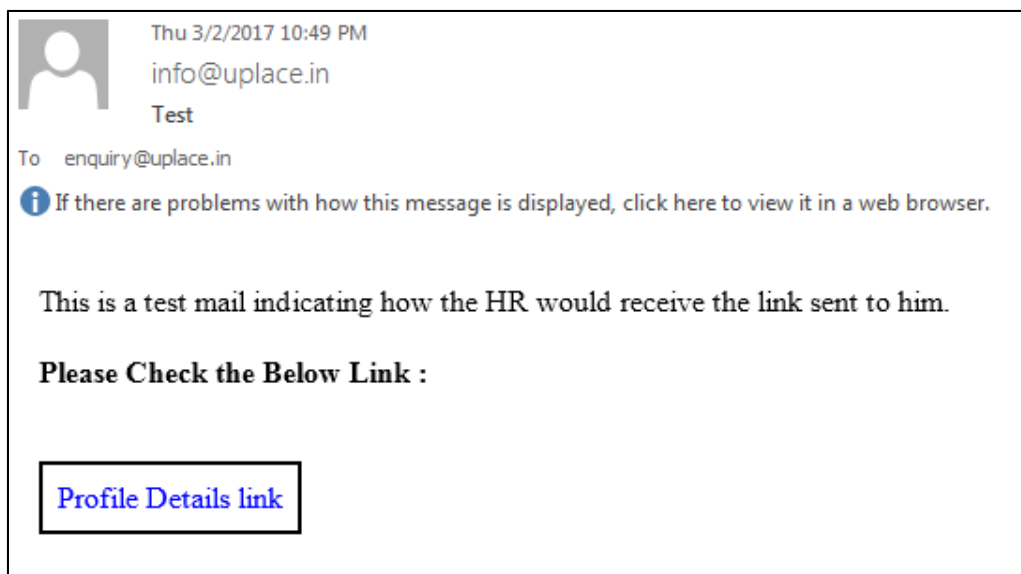 Thu 3/2/2017 10:49 PM
info@uplace.in
Test
To enquiry@uplace.in
If there are problems with how this message is displayed, click here to view it in a web browser.
This is a test mail indicating how the HR would receive the link sent to him.
Please Check the Below Link :
Profile Details link